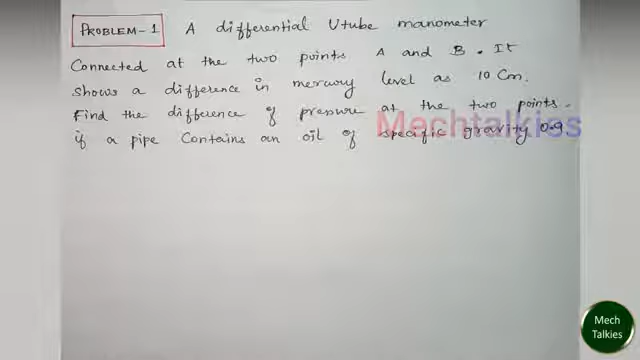 PROBLEM-1 A differential Utube manometer
Connected at the two points A and B. It
shows a difference in mercury level as 10 Cm.
Find the difference of pressure at the two points.
if a pipe Contains an oil of specific gravity 0.9
Mechtalkies
Mech
Talkies